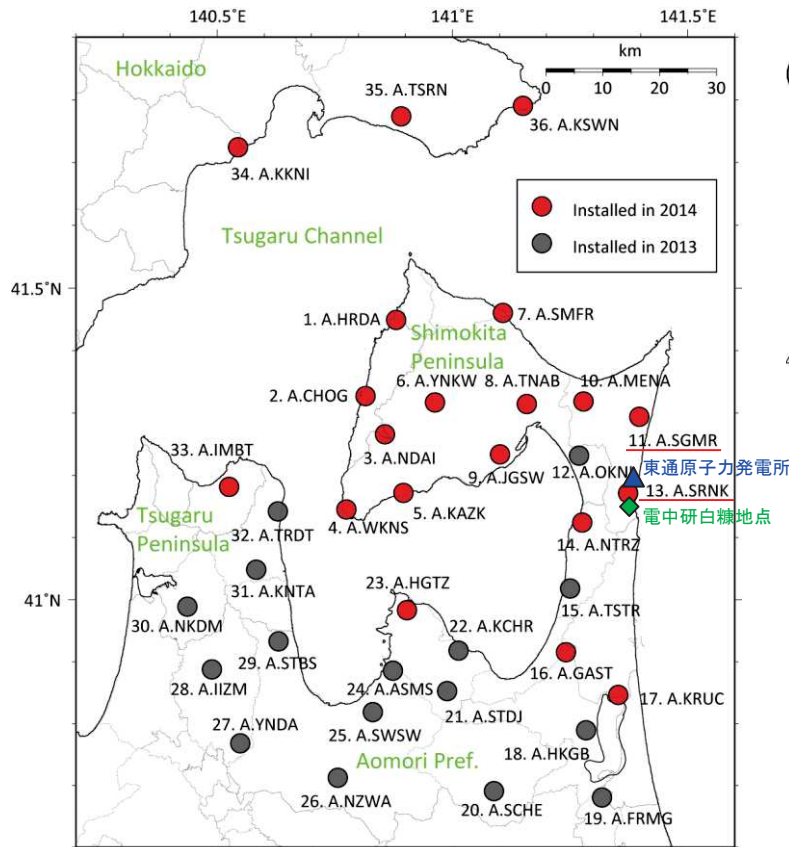 140.5˚E
141˚E
141.5˚E
Hokkaido
km
0 10 20 30
35. A.TSRN
36. A.KSWN
34. A.KKNI
Installed in 2014
Installed in 2013
Tsugaru Channel
41.5˚N
1. A.HRDA
7. A.SMFR
Shimokita
Peninsula
6. A.YNKW
8. A.TNAB
10. A.MENA
2. A.CHOG
11. A.SGMR
3. A.NDAI
33. A.IMBT
9. A.JGSW
12. A.OKN
東通原子力発電所
13. A.SRNK
4. A.WKNS
5. A.KAZK
電中研白糠地点
Tsugaru
Peninsula
32. A.TRDT
14. A.NTRZ
31. A.KNTA
23. A.HGTZ
15. A.TSTR
41˚N
30. A.NKDM
22. A.KCHR
29. A.STBS
16. A.GAST
28. A.IIZM
24. A.ASMS
17. A.KRUC
21. A.STDJ
27. A.YNDA
25. A.SWSW
18. A.HKGB
Aomori Pref.
26. A.NZWA
20. A.SCHE
19. A.FRMG